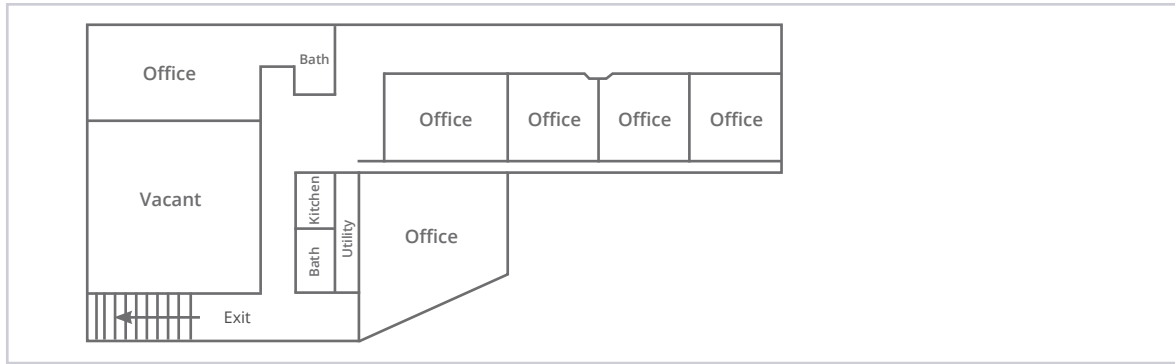 Bath
Office
Office
Office
Office
Office
Vacant
Kitchen
Utility
Bath
Office
Exit